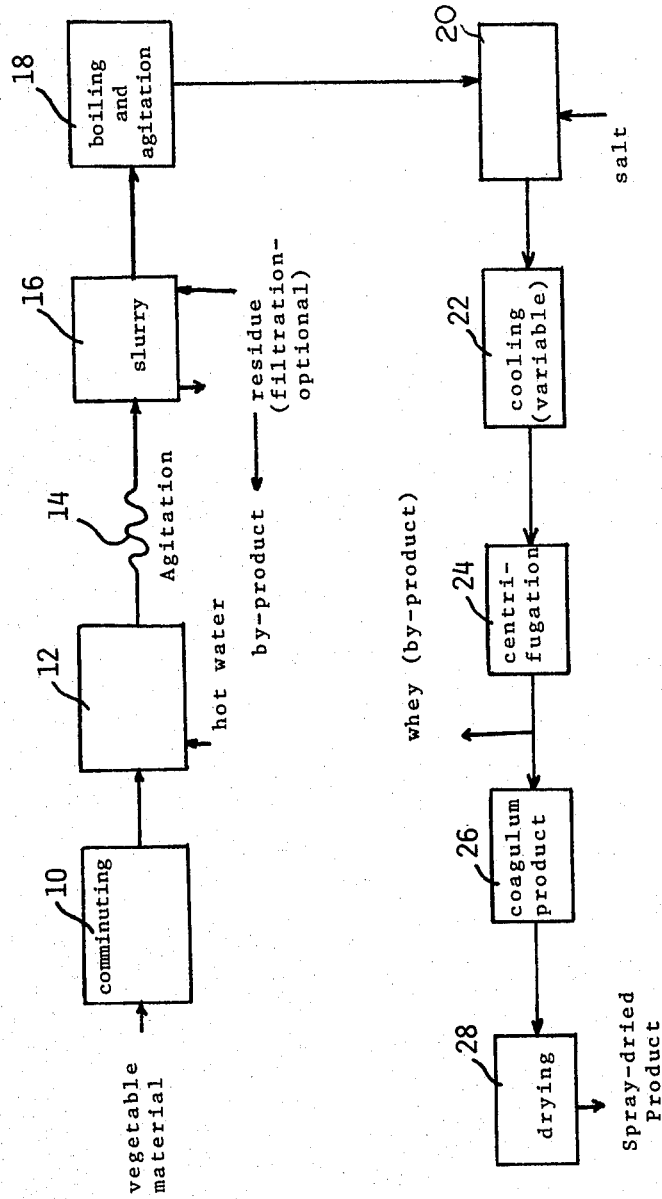 vegetable
material
10
comminuting
12
hot water
14
Agitation
16
slurry
residue
(filtration-
optional)
by-product
18
boiling
and
agitation
20
salt
22
cooling
(variable)
24
centri-
fugation
whey (by-product)
26
coagulum
product
28
drying
Spray-dried
Product